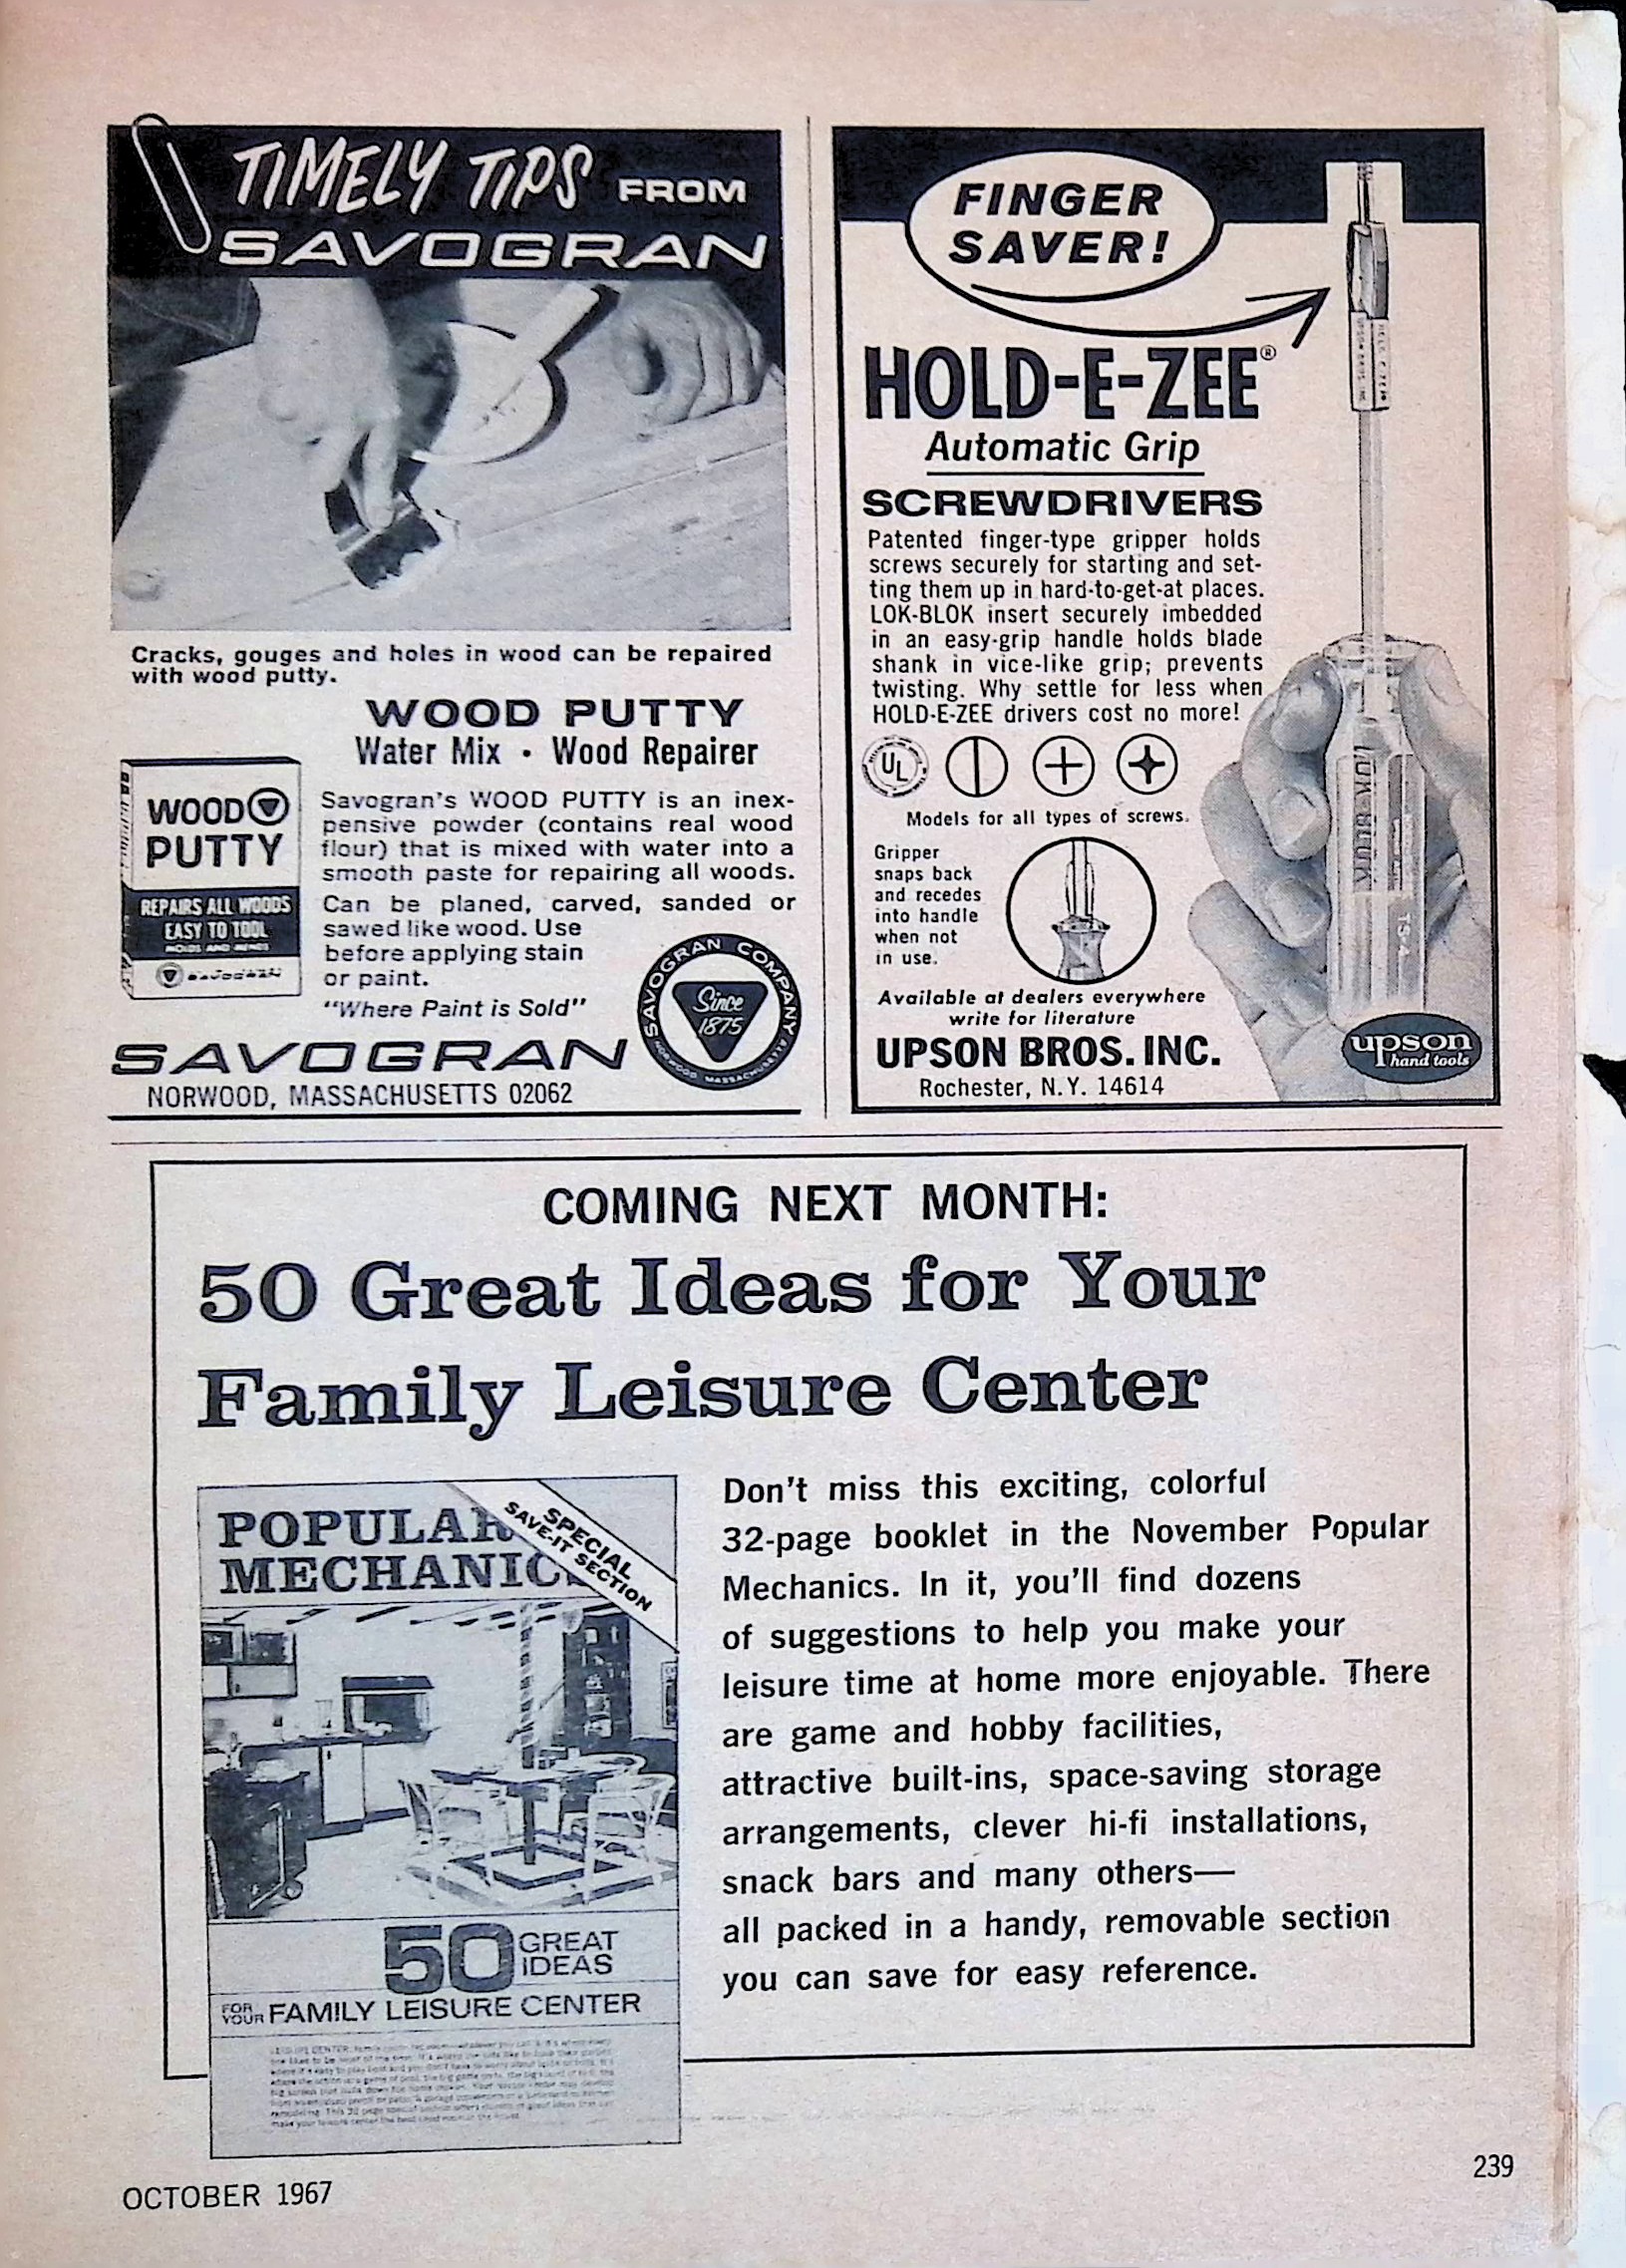 TIMELY TIPS FROM
SAVOGRAN
Cracks, gouges and holes in wood can be repaired
with wood putty.
WOOD PUTTY
Water Mix • Wood Repairer
WOOD
PUTTY
REPAIRS ALL WOODS
EASY TO TOOL
MOLDS AND MENDS
SAVOGRAN
Savogran's WOOD PUTTY is an inex-
pensive powder (contains real wood
flour) that is mixed with water into a
smooth paste for repairing all woods.
Can be planed, carved, sanded or
sawed like wood. Use
before applying stain
or paint.
"Where Paint is Sold"
SAVOGRAN COMPANY
Since
1875
NORWOOD, MASSACHUSETTS
SAVOGRAN
NORWOOD, MASSACHUSETTS 02062
FINGER
SAVER!
HOLD-E-ZEE®
Automatic Grip
SCREWDRIVERS
Patented finger-type gripper holds
screws securely for starting and set-
ting them up in hard-to-get-at places.
LOK-BLOK insert securely imbedded
in an easy-grip handle holds blade
shank in vice-like grip; prevents
twisting. Why settle for less when
HOLD-E-ZEE drivers cost no more!
UL
Models for all types of screws.
Gripper
snaps back
and recedes
into handle
when not
in use.
Available at dealers everywhere
write for literature
UPSON BROS. INC.
Rochester, N.Y. 14614
upson
hand tools
COMING NEXT MONTH:
50 Great Ideas for Your
Family Leisure Center
POPULAR
MECHANICS
SPECIAL
SAVE-IT SECTION
50 GREAT
IDEAS
FOR YOUR FAMILY LEISURE CENTER
Don't miss this exciting, colorful
32-page booklet in the November Popular
Mechanics. In it, you'll find dozens
of suggestions to help you make your
leisure time at home more enjoyable. There
are game and hobby facilities,
attractive built-ins, space-saving storage
arrangements, clever hi-fi installations,
snack bars and many others—
all packed in a handy, removable section
you can save for easy reference.
OCTOBER 1967
239